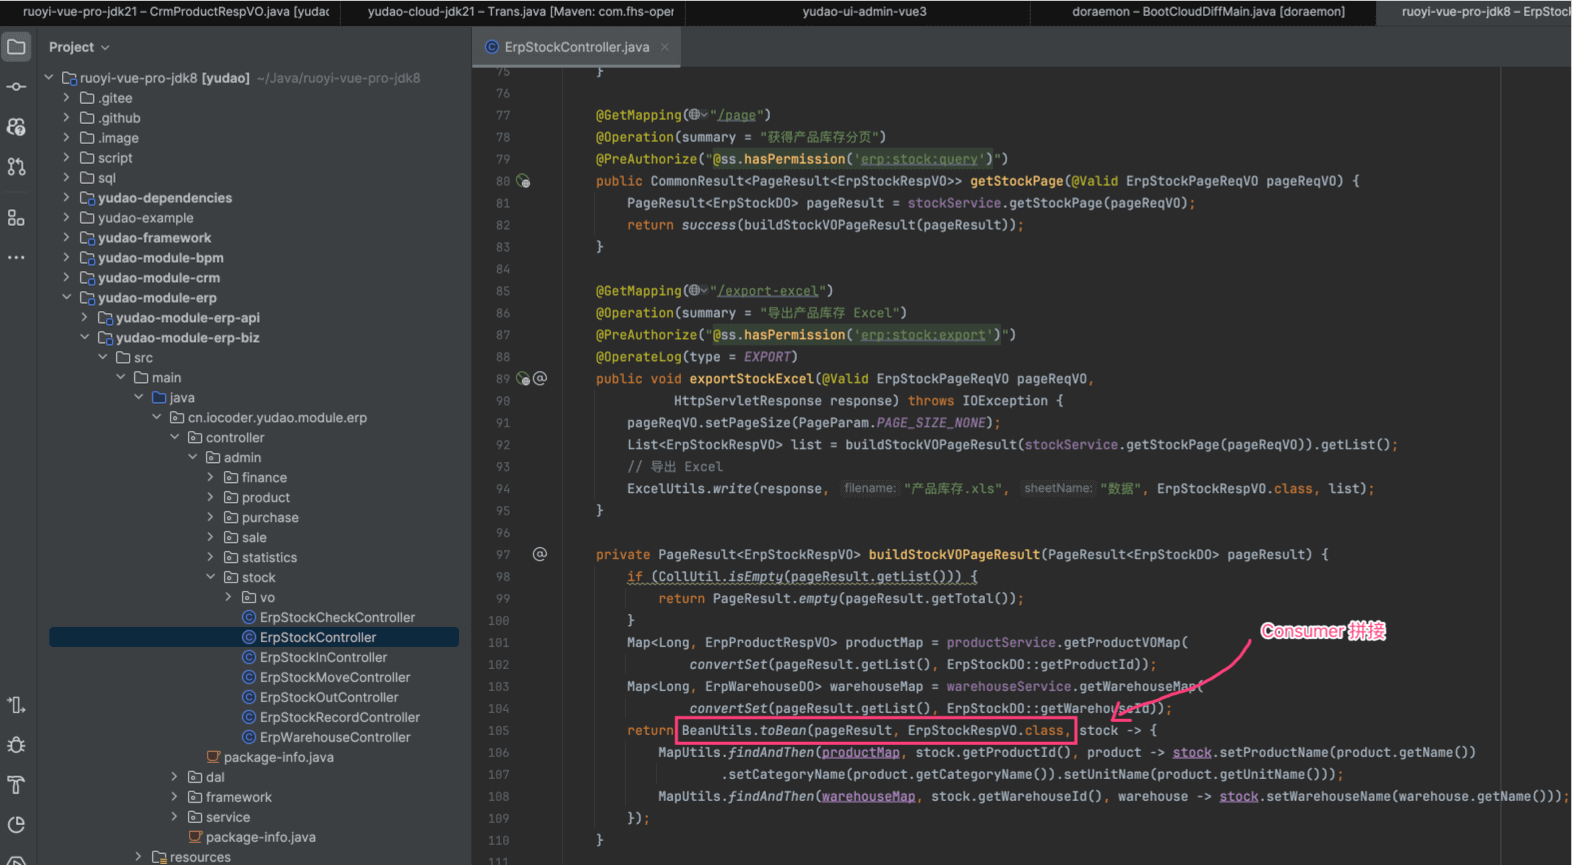 ruoyi-vue-pro-jdk21 – CrmProductRespVO.java [yudao
yudao-cloud-jdk21 – Trans.java [Maven: com.fhs-oper
yudao-ui-admin-vue3
doraemon – BootCloudDiffMain.java [doraemon]
ruoyi-vue-pro-jdk8 – ErpStock
Project
ErpStockController.java
ruoyi-vue-pro-jdk8 [yudao] ~/Java/ruoyi-vue-pro-jdk8
.gitee
.github
.image
script
sql
yudao-dependencies
yudao-example
yudao-framework
yudao-module-bpm
yudao-module-crm
yudao-module-erp
yudao-module-erp-api
yudao-module-erp-biz
src
main
java
cn.iocoder.yudao.module.erp
controller
admin
finance
product
purchase
sale
statistics
stock
vo
ErpStockCheckController
ErpStockController
ErpStockInController
ErpStockMoveController
ErpStockOutController
ErpStockRecordController
ErpWarehouseController
package-info.java
dal
framework
service
package-info.java
resources
75 }
76
77 @GetMapping("/page")
78 @Operation(summary = "获得产品库存分页")
79 @PreAuthorize("@ss.hasPermission('erp:stock:query')")
80 public CommonResult<PageResult<ErpStockRespVO>> getStockPage(@Valid ErpStockPageReqVO pageReqVO) {
81 PageResult<ErpStockDO> pageResult = stockService.getStockPage(pageReqVO);
82 return success(buildStockVOPageResult(pageResult));
83 }
84
85 @GetMapping("/export-excel")
86 @Operation(summary = "导出产品库存 Excel")
87 @PreAuthorize("@ss.hasPermission('erp:stock:export')")
88 @OperateLog(type = EXPORT)
89 public void exportStockExcel(@Valid ErpStockPageReqVO pageReqVO,
90 HttpServletResponse response) throws IOException {
91 pageReqVO.setPageSize(PageParam.PAGE_SIZE_NONE);
92 List<ErpStockRespVO> list = buildStockVOPageResult(stockService.getStockPage(pageReqVO)).getList();
93 // 导出 Excel
94 ExcelUtils.write(response, filename: "产品库存.xls", sheetName: "数据", ErpStockRespVO.class, list);
95 }
96
97 private PageResult<ErpStockRespVO> buildStockVOPageResult(PageResult<ErpStockDO> pageResult) {
98 if (CollUtil.isEmpty(pageResult.getList())) {
99 return PageResult.empty(pageResult.getTotal());
100 }
101 Map<Long, ErpProductRespVO> productMap = productService.getProductVOMap(
102 convertSet(pageResult.getList(), ErpStockDO::getProductId));
103 Map<Long, ErpWarehouseDO> warehouseMap = warehouseService.getWarehouseMap(
104 convertSet(pageResult.getList(), ErpStockDO::getWarehouseId));
105 return BeanUtils.toBean(pageResult, ErpStockRespVO.class, stock -> {
106 MapUtils.findAndThen(productMap, stock.getProductId(), product -> stock.setProductName(product.getName())
107 .setCategoryName(product.getCategoryName()).setUnitName(product.getUnitName()));
108 MapUtils.findAndThen(warehouseMap, stock.getWarehouseId(), warehouse -> stock.setWarehouseName(warehouse.getName()));
109 });
110 }
111
Consumer 拼接